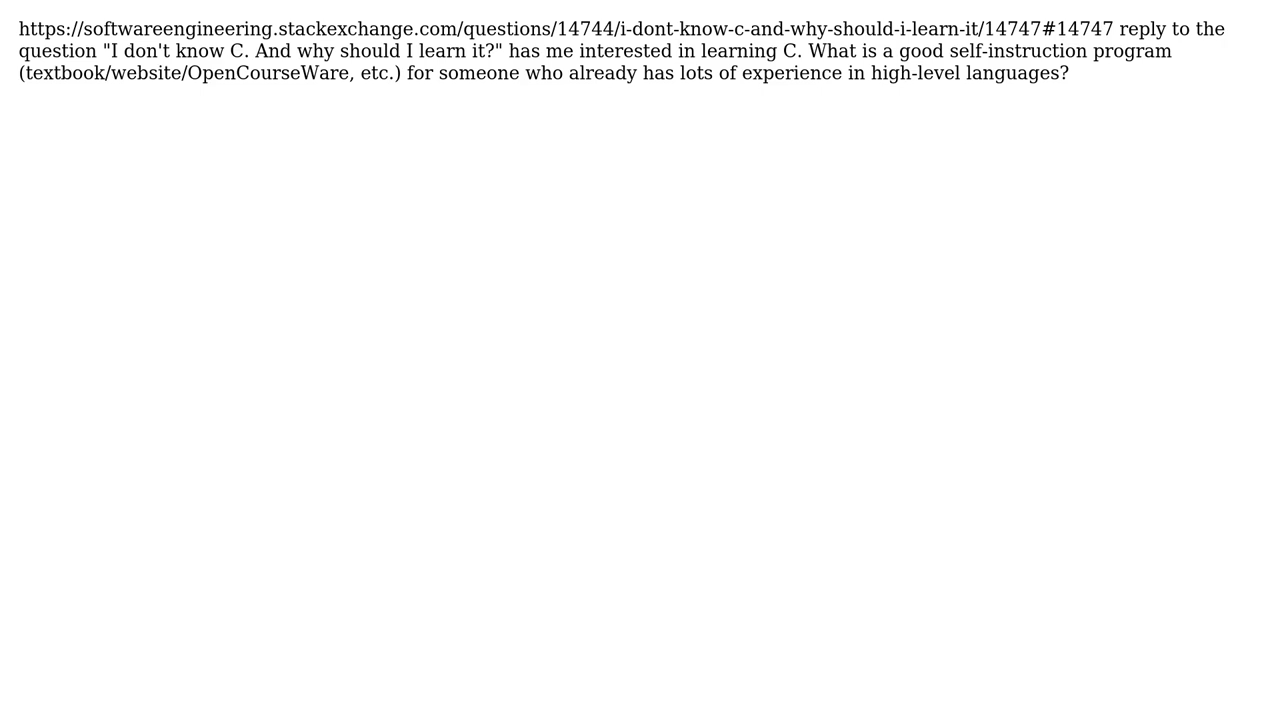 https://softwareengineering.stackexchange.com/questions/14744/i-dont-know-c-and-why-should-i-learn-it/14747#14747 reply to the
question "I don't know C. And why should I learn it?" has me interested in learning C. What is a good self-instruction program
(textbook/website/OpenCourseWare, etc.) for someone who already has lots of experience in high-level languages?